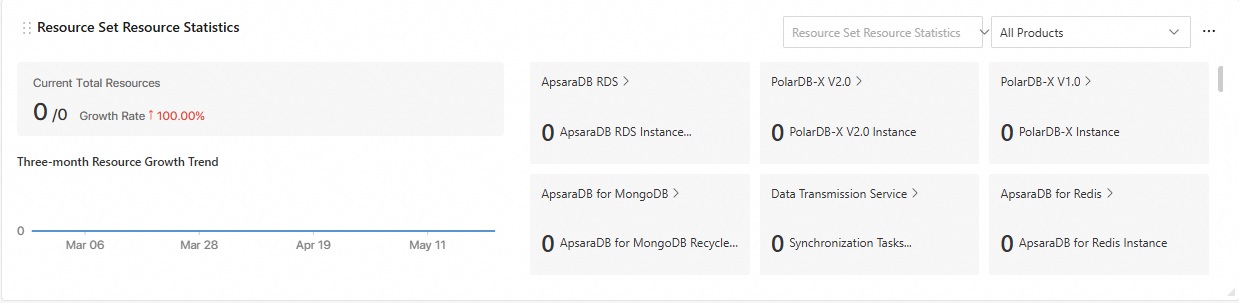 Resource Set Resource Statistics
Resource Set Resource Statistics
All Products
Current Total Resources
0 /0 Growth Rate ↑ 100.00%
Three-month Resource Growth Trend
0
Mar 06 Mar 28 Apr 19 May 11
ApsaraDB RDS >
0 ApsaraDB RDS Instance...
PolarDB-X V2.0 >
0 PolarDB-X V2.0 Instance
PolarDB-X V1.0 >
0 PolarDB-X Instance
ApsaraDB for MongoDB >
0 ApsaraDB for MongoDB Recycle...
Data Transmission Service >
0 Synchronization Tasks...
ApsaraDB for Redis >
0 ApsaraDB for Redis Instance